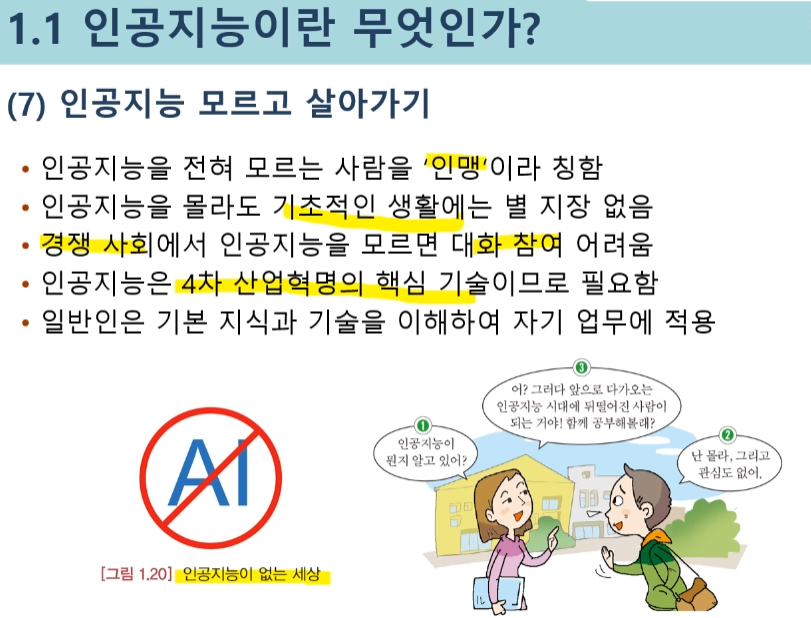 1.1 인공지능이란 무엇인가?
(7) 인공지능 모르고 살아가기
• 인공지능을 전혀 모르는 사람을 ‘인맹’이라 칭함
• 인공지능을 몰라도 기초적인 생활에는 별 지장 없음
• 경쟁 사회에서 인공지능을 모르면 대화 참여 어려움
• 인공지능은 4차 산업혁명의 핵심 기술이므로 필요함
• 일반인은 기본 지식과 기술을 이해하여 자기 업무에 적용
AI
[그림 1.20] 인공지능이 없는 세상
1
인공지능이
뭔지 알고 있어?
2
난 몰라, 그리고
관심도 없어.
3
어? 그러다 앞으로 다가오는
인공지능 시대에 뒤떨어진 사람이
되는 거야! 함께 공부해볼래?